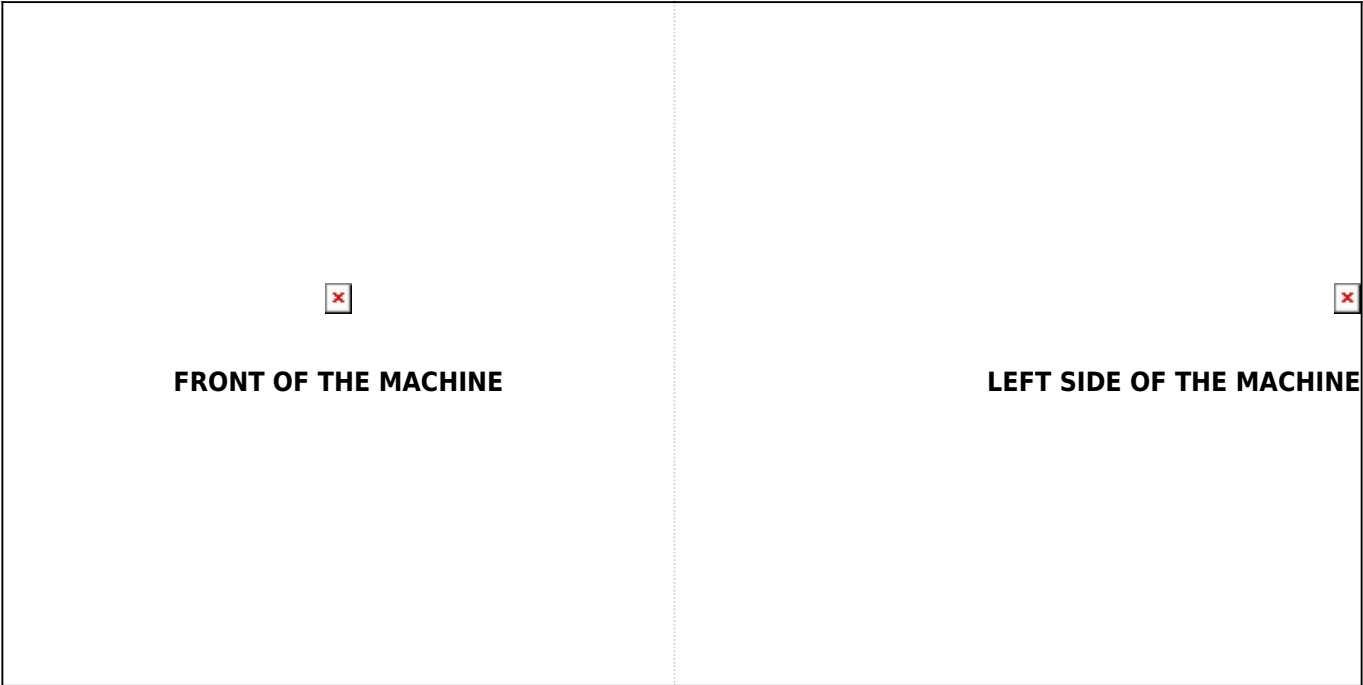 FRONT OF THE MACHINE
LEFT SIDE OF THE MACHINE